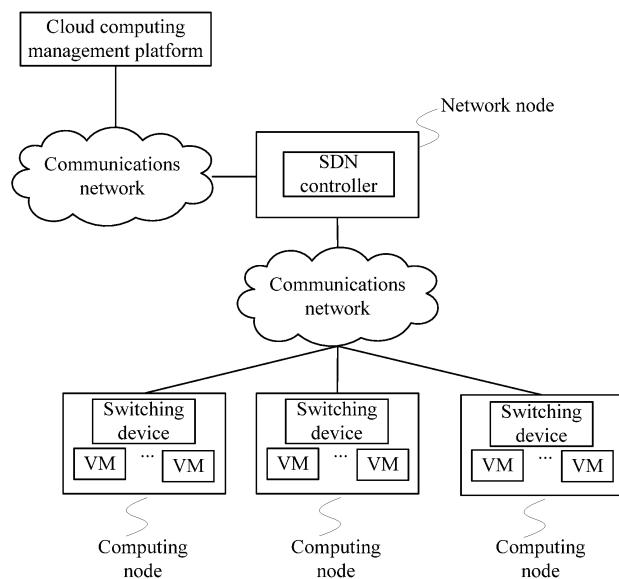 Cloud computing
management platform
Network node
Communications
network
SDN
controller
Communications
network
Switching
device
VM ... VM
Switching
device
VM ... VM
Switching
device
VM ... VM
Computing
node
Computing
node
Computing
node